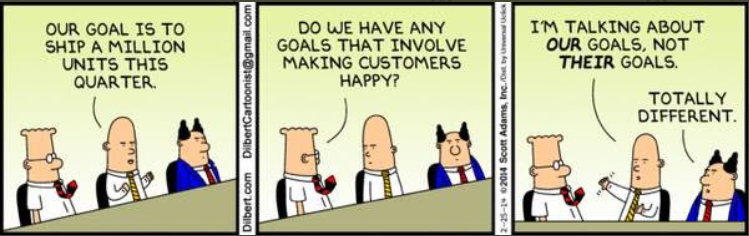 OUR GOAL IS TO
SHIP A MILLION
UNITS THIS
QUARTER.
Dilbert.com DilbertCartoonist@gmail.com
DO WE HAVE ANY
GOALS THAT INVOLVE
MAKING CUSTOMERS
HAPPY?
2-25-14 ©2014 Scott Adams, Inc. /Dist. by Universal Uclick
I'M TALKING ABOUT
OUR GOALS, NOT
THEIR GOALS.
TOTALLY
DIFFERENT.